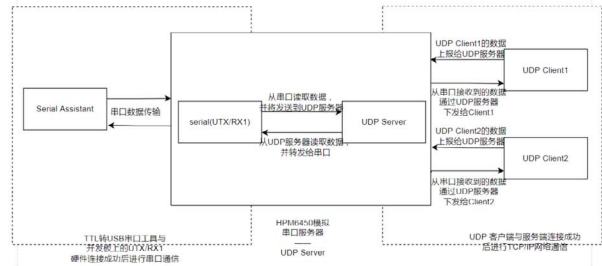 UDP Client1的数据
上报给UDP服务器
UDP Client1
从串口接收到的数据
通过UDP服务器
下发给Client1
Serial Assistant
串口数据传输
serial(UTX/RX1)
从串口读取数据，
并将发送到UDP服务器
UDP Server
从UDP服务器读取数据，
并转发给串口
UDP Client2的数据
上报给UDP服务器
UDP Client2
从串口接收到的数据
通过UDP服务器
下发给Client2
TTL转USB串口工具与
开发板上的UTX/RX1
硬件连接成功后进行串口通信
HPM6450模拟
串口服务器
UDP Server
UDP 客户端与服务端连接成功
后进行TCP/IP网络通信